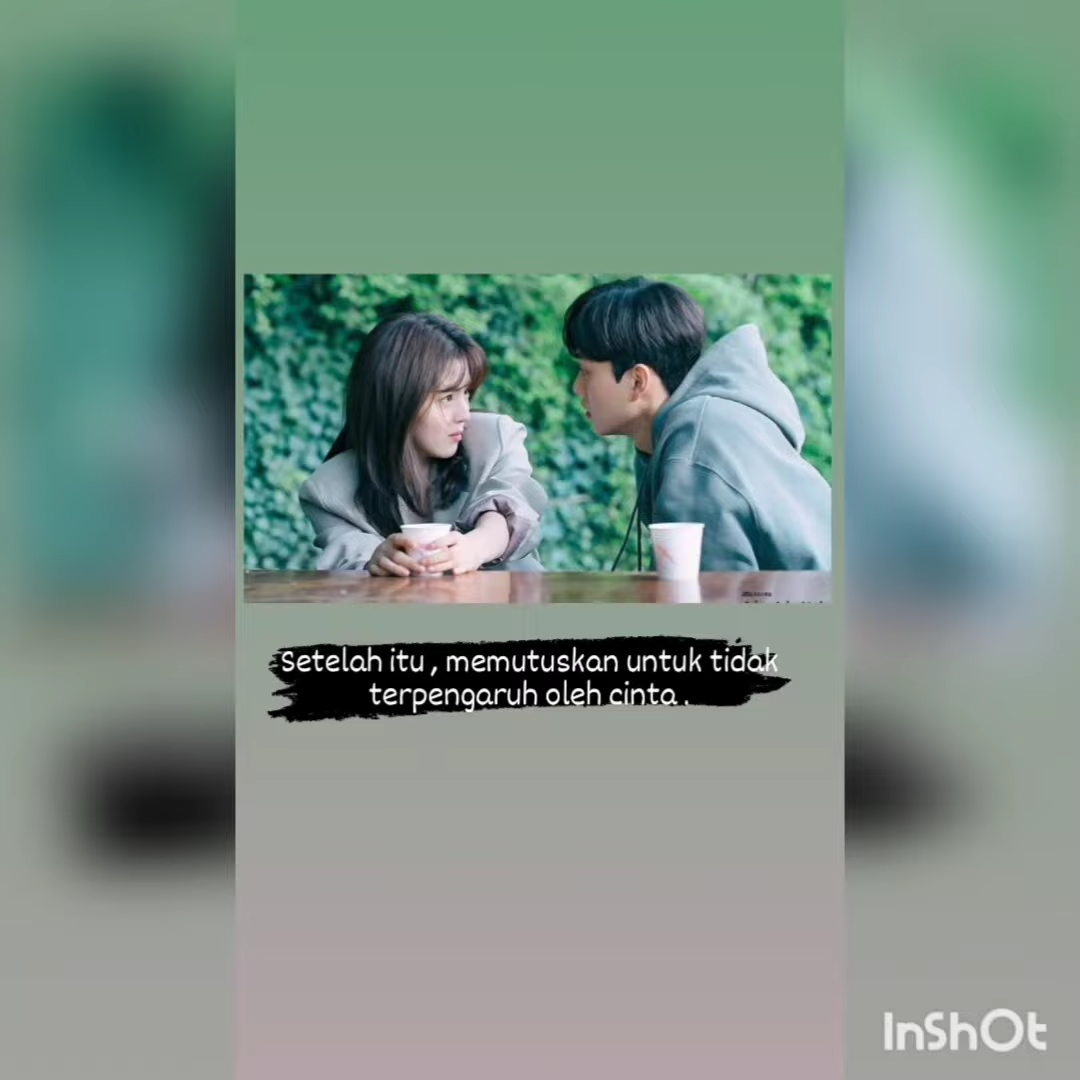 Setelah itu , memutuskan untuk tidak
terpengaruh oleh cinta .
InShOt